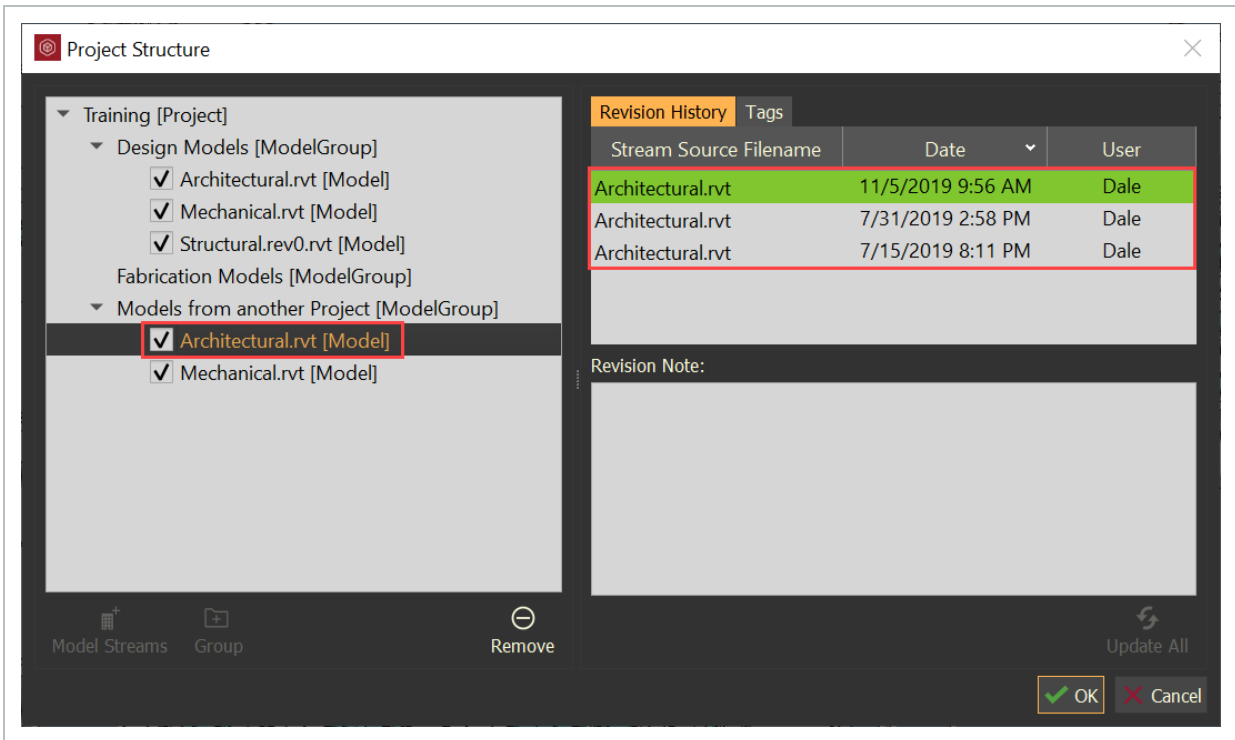 Project Structure
Training [Project]
Design Models [ModelGroup]
Architectural.rvt [Model]
Mechanical.rvt [Model]
Structural.rev0.rvt [Model]
Fabrication Models [ModelGroup]
Models from another Project [ModelGroup]
Architectural.rvt [Model]
Mechanical.rvt [Model]
Model Streams Group Remove
Revision History Tags
Stream Source Filename Date User
Architectural.rvt 11/5/2019 9:56 AM Dale
Architectural.rvt 7/31/2019 2:58 PM Dale
Architectural.rvt 7/15/2019 8:11 PM Dale
Revision Note:
Update All
OK Cancel